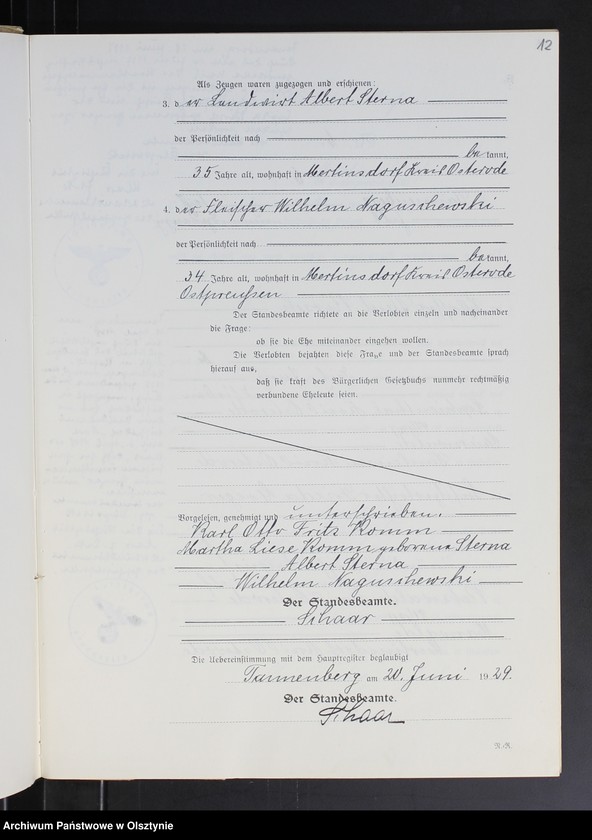 12
Als Zeugen waren zugezogen und erschienen:
3. der Landwirt Albert Sterna
der Persönlichkeit nach
bekannt,
35 Jahre alt, wohnhaft in Mertinsdorf Kreis Osterode
4. der Fleischer Wilhelm Naguschewski
der Persönlichkeit nach
bekannt,
34 Jahre alt, wohnhaft in Mertinsdorf Kreis Osterode
Ostpreußen
Der Standesbeamte richtete an die Verlobten einzeln und nacheinander
die Frage:
ob sie die Ehe miteinander eingehen wollen.
Die Verlobten bejahten diese Frage und der Standesbeamte sprach
hierauf aus,
daß sie kraft des Bürgerlichen Gesetzbuchs nunmehr rechtmäßig
verbundene Eheleute seien.
Vorgelesen, genehmigt und unterschrieben.
Karl Otto Fritz Komm
Martha Liese Komm geborene Sterna
Albert Sterna
Wilhelm Naguschewski
Der Standesbeamte.
Schaar
Die Uebereinstimmung mit dem Hauptregister beglaubigt
Tannenberg am 20. Juni 1929.
Der Standesbeamte.
Schaar
R.-R.
Archiwum Państwowe w Olsztynie